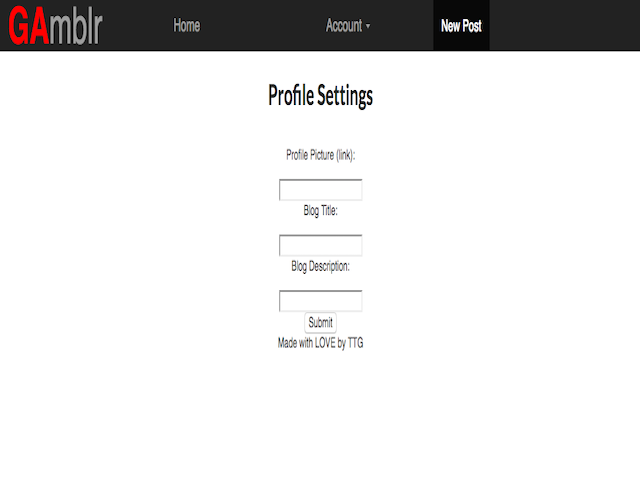 GAmblr Home Account New Post
Profile Settings
Profile Picture (link):
Blog Title:
Blog Description:
Submit
Made with LOVE by TTG